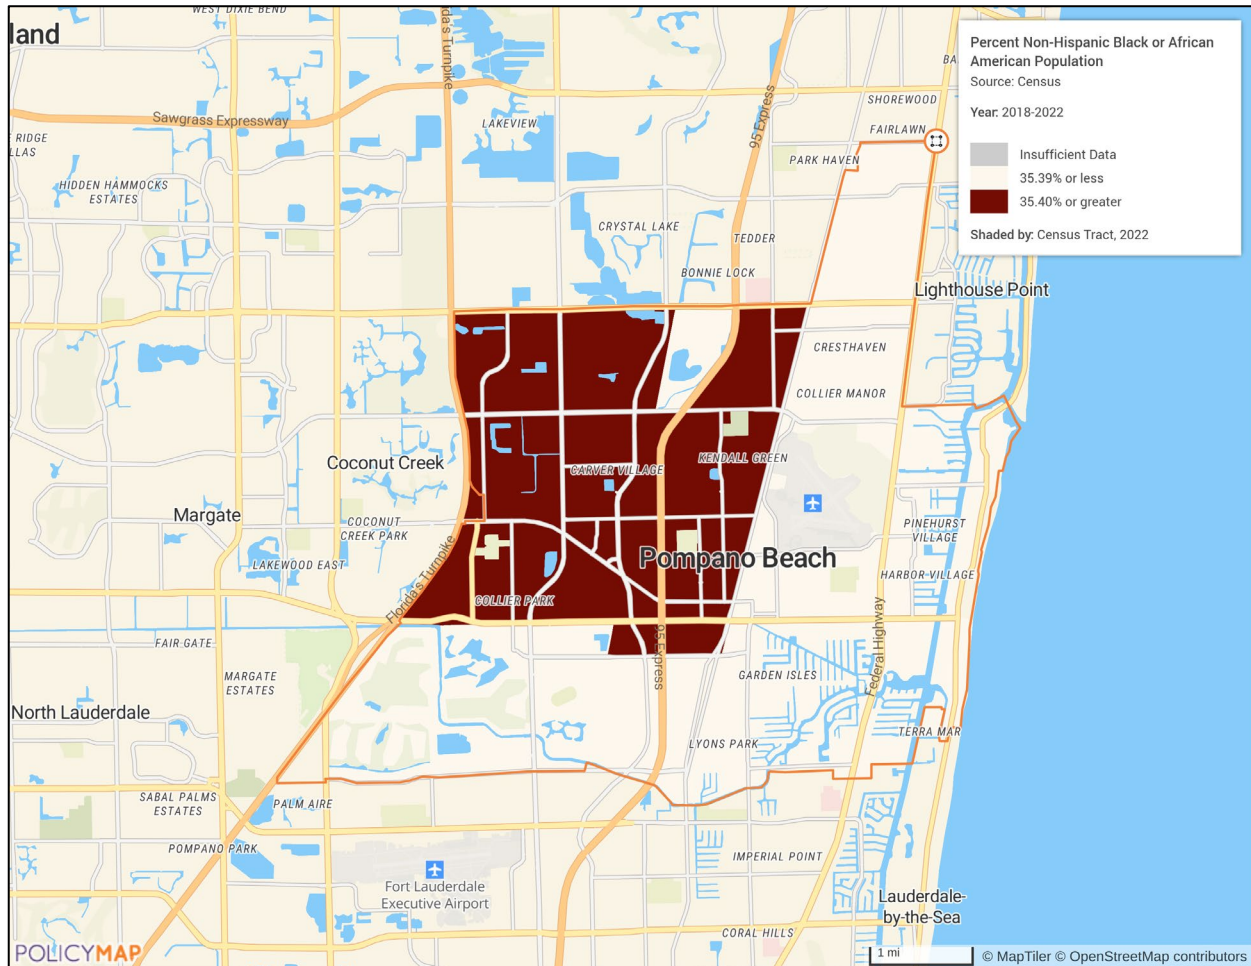 WEST DIXIE BEND
land
Florida's Turnpike
95 Express
Percent Non-Hispanic Black or African
American Population
Source: Census
Year: 2018-2022
Insufficient Data
35.39% or less
35.40% or greater
Shaded by: Census Tract, 2022
BA
SHOREWOOD
FAIRLAWN
Sawgrass Expressway
LAKEVIEW
E RIDGE
LLAS
PARK HAVEN
HIDDEN HAMMOCKS
ESTATES
CRYSTAL LAKE
TEDDER
BONNIE LOCK
Lighthouse Point
CRESTHAVEN
COLLIER MANOR
Coconut Creek
CARVER VILLAGE
KENDALL GREEN
Margate
COCONUT
CREEK PARK
PINEHURST
VILLAGE
Pompano Beach
LAKEWOOD EAST
HARBOR VILLAGE
Florida's Turnpike
COLLIER PARK
FAIR GATE
95 Express
Federal Highway
MARGATE
ESTATES
GARDEN ISLES
North Lauderdale
TERRA MAR
LYONS PARK
SABAL PALMS
ESTATES
PALM AIRE
POMPANO PARK
IMPERIAL POINT
Fort Lauderdale
Executive Airport
Lauderdale-
by-the-Sea
CORAL HILLS
POLICYMAP
1 mi
© MapTiler © OpenStreetMap contributors